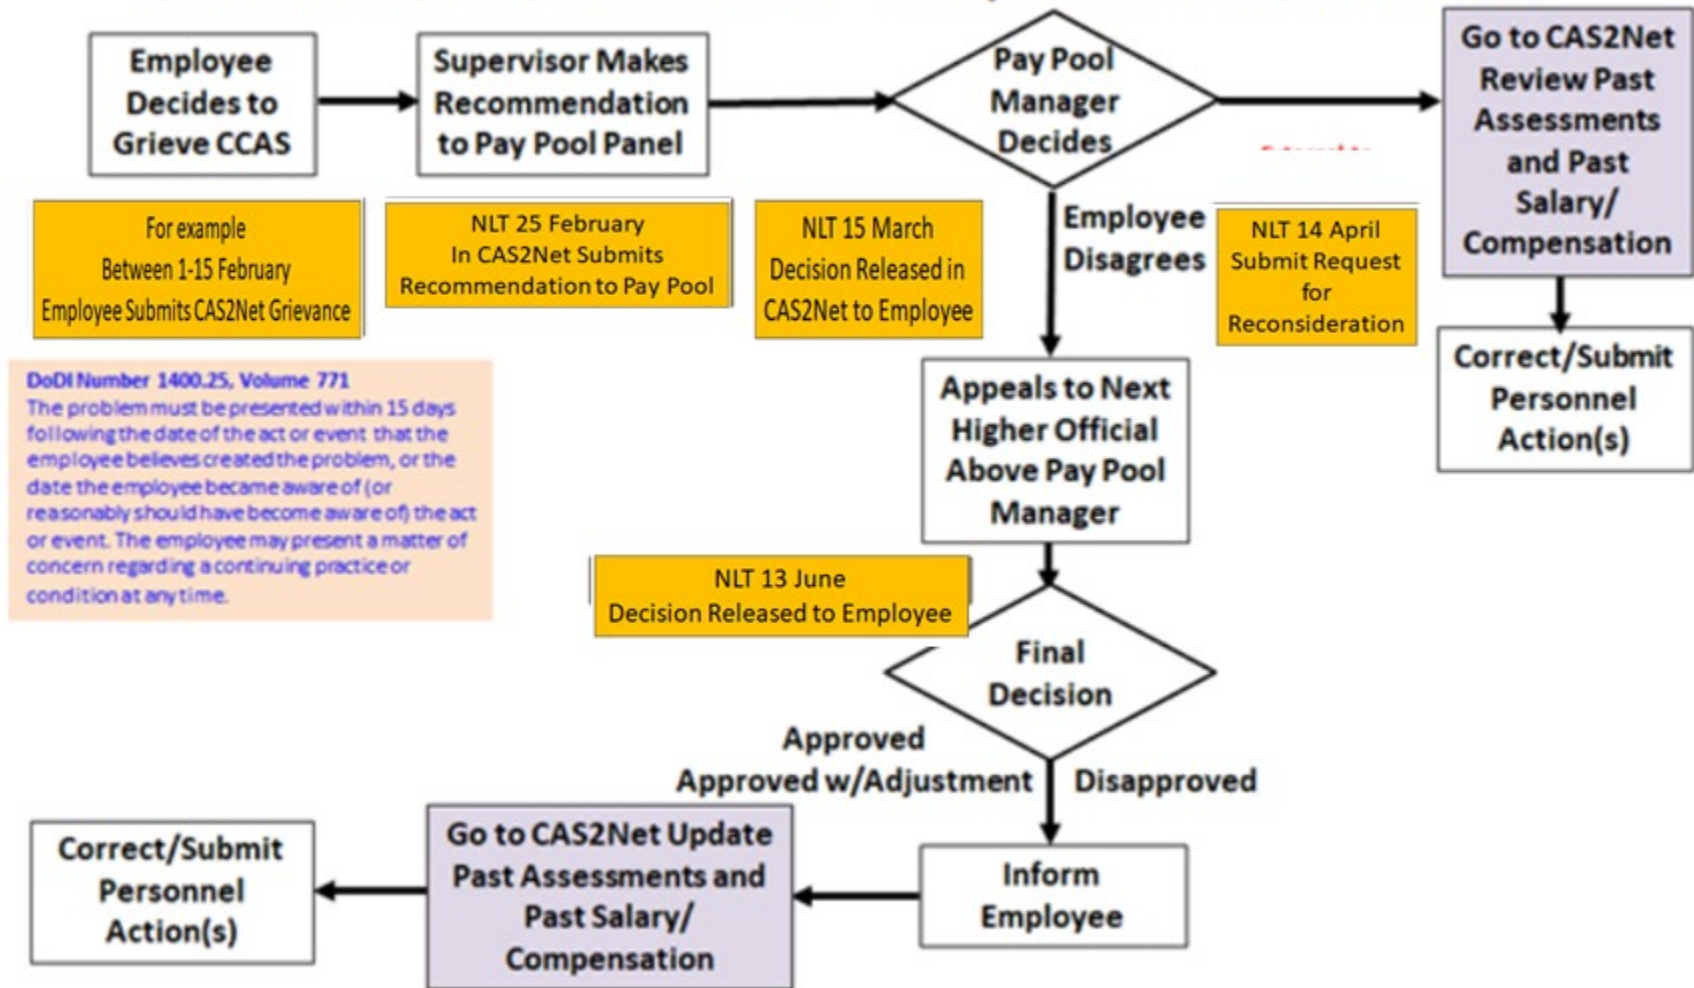 Employee
Decides to
Grieve CCAS
Supervisor Makes
Recommendation
to Pay Pool Panel
Pay Pool
Manager
Decides
Go to CAS2Net
Review Past
Assessments
and Past
Salary/
Compensation
For example
Between 1-15 February
Employee Submits CAS2Net Grievance
NLT 25 February
In CAS2Net Submits
Recommendation to Pay Pool
NLT 15 March
Decision Released in
CAS2Net to Employee
Employee
Disagrees
NLT 14 April
Submit Request
for
Reconsideration
Correct/Submit
Personnel
Action(s)
DoDI Number 1400.25, Volume 771
The problem must be presented within 15 days
following the date of the act or event that the
employee believes created the problem, or the
date the employee became aware of (or
reasonably should have become aware of) the act
or event. The employee may present a matter of
concern regarding a continuing practice or
condition at any time.
Appeals to Next
Higher Official
Above Pay Pool
Manager
NLT 13 June
Decision Released to Employee
Final
Decision
Approved
Approved w/Adjustment
Disapproved
Inform
Employee
Go to CAS2Net Update
Past Assessments and
Past Salary/
Compensation
Correct/Submit
Personnel
Action(s)